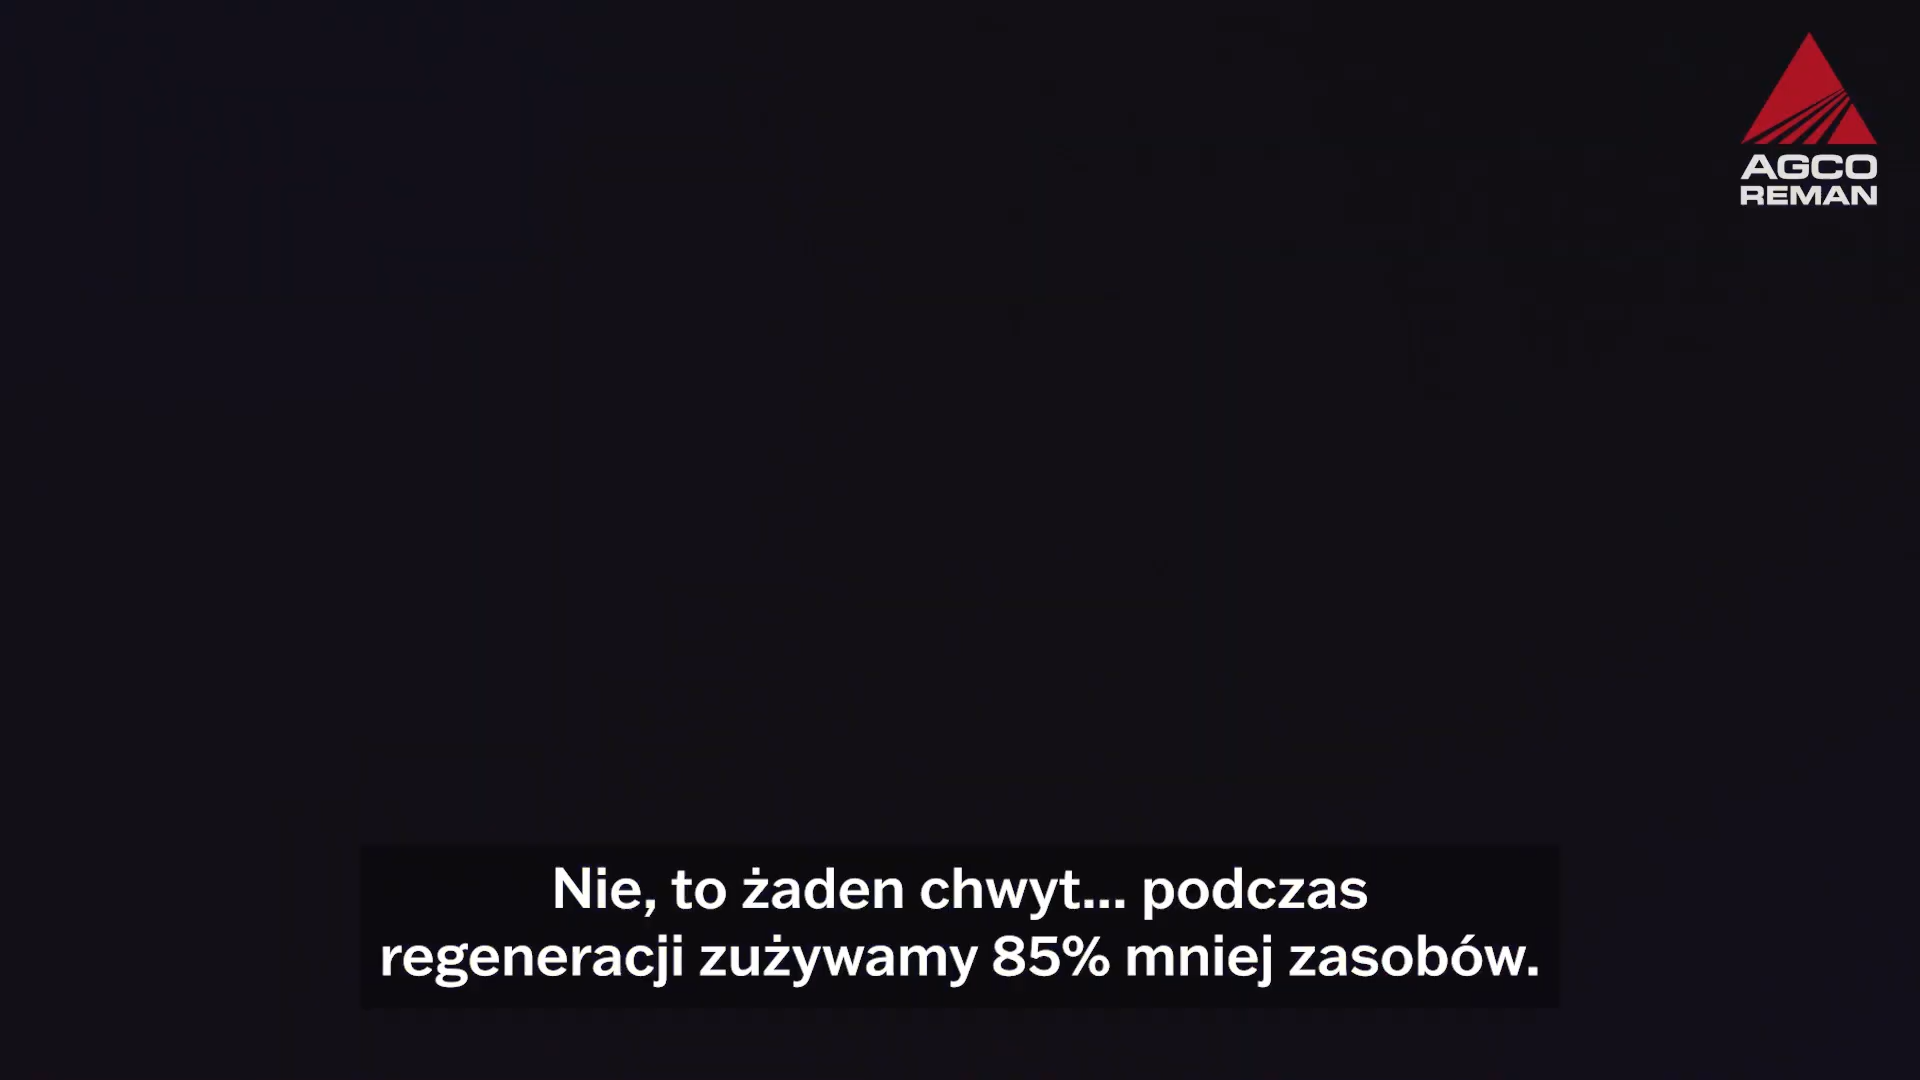 AGCO
REMAN
Nie, to żaden chwyt... podczas
regeneracji zużywamy 85% mniej zasobów.